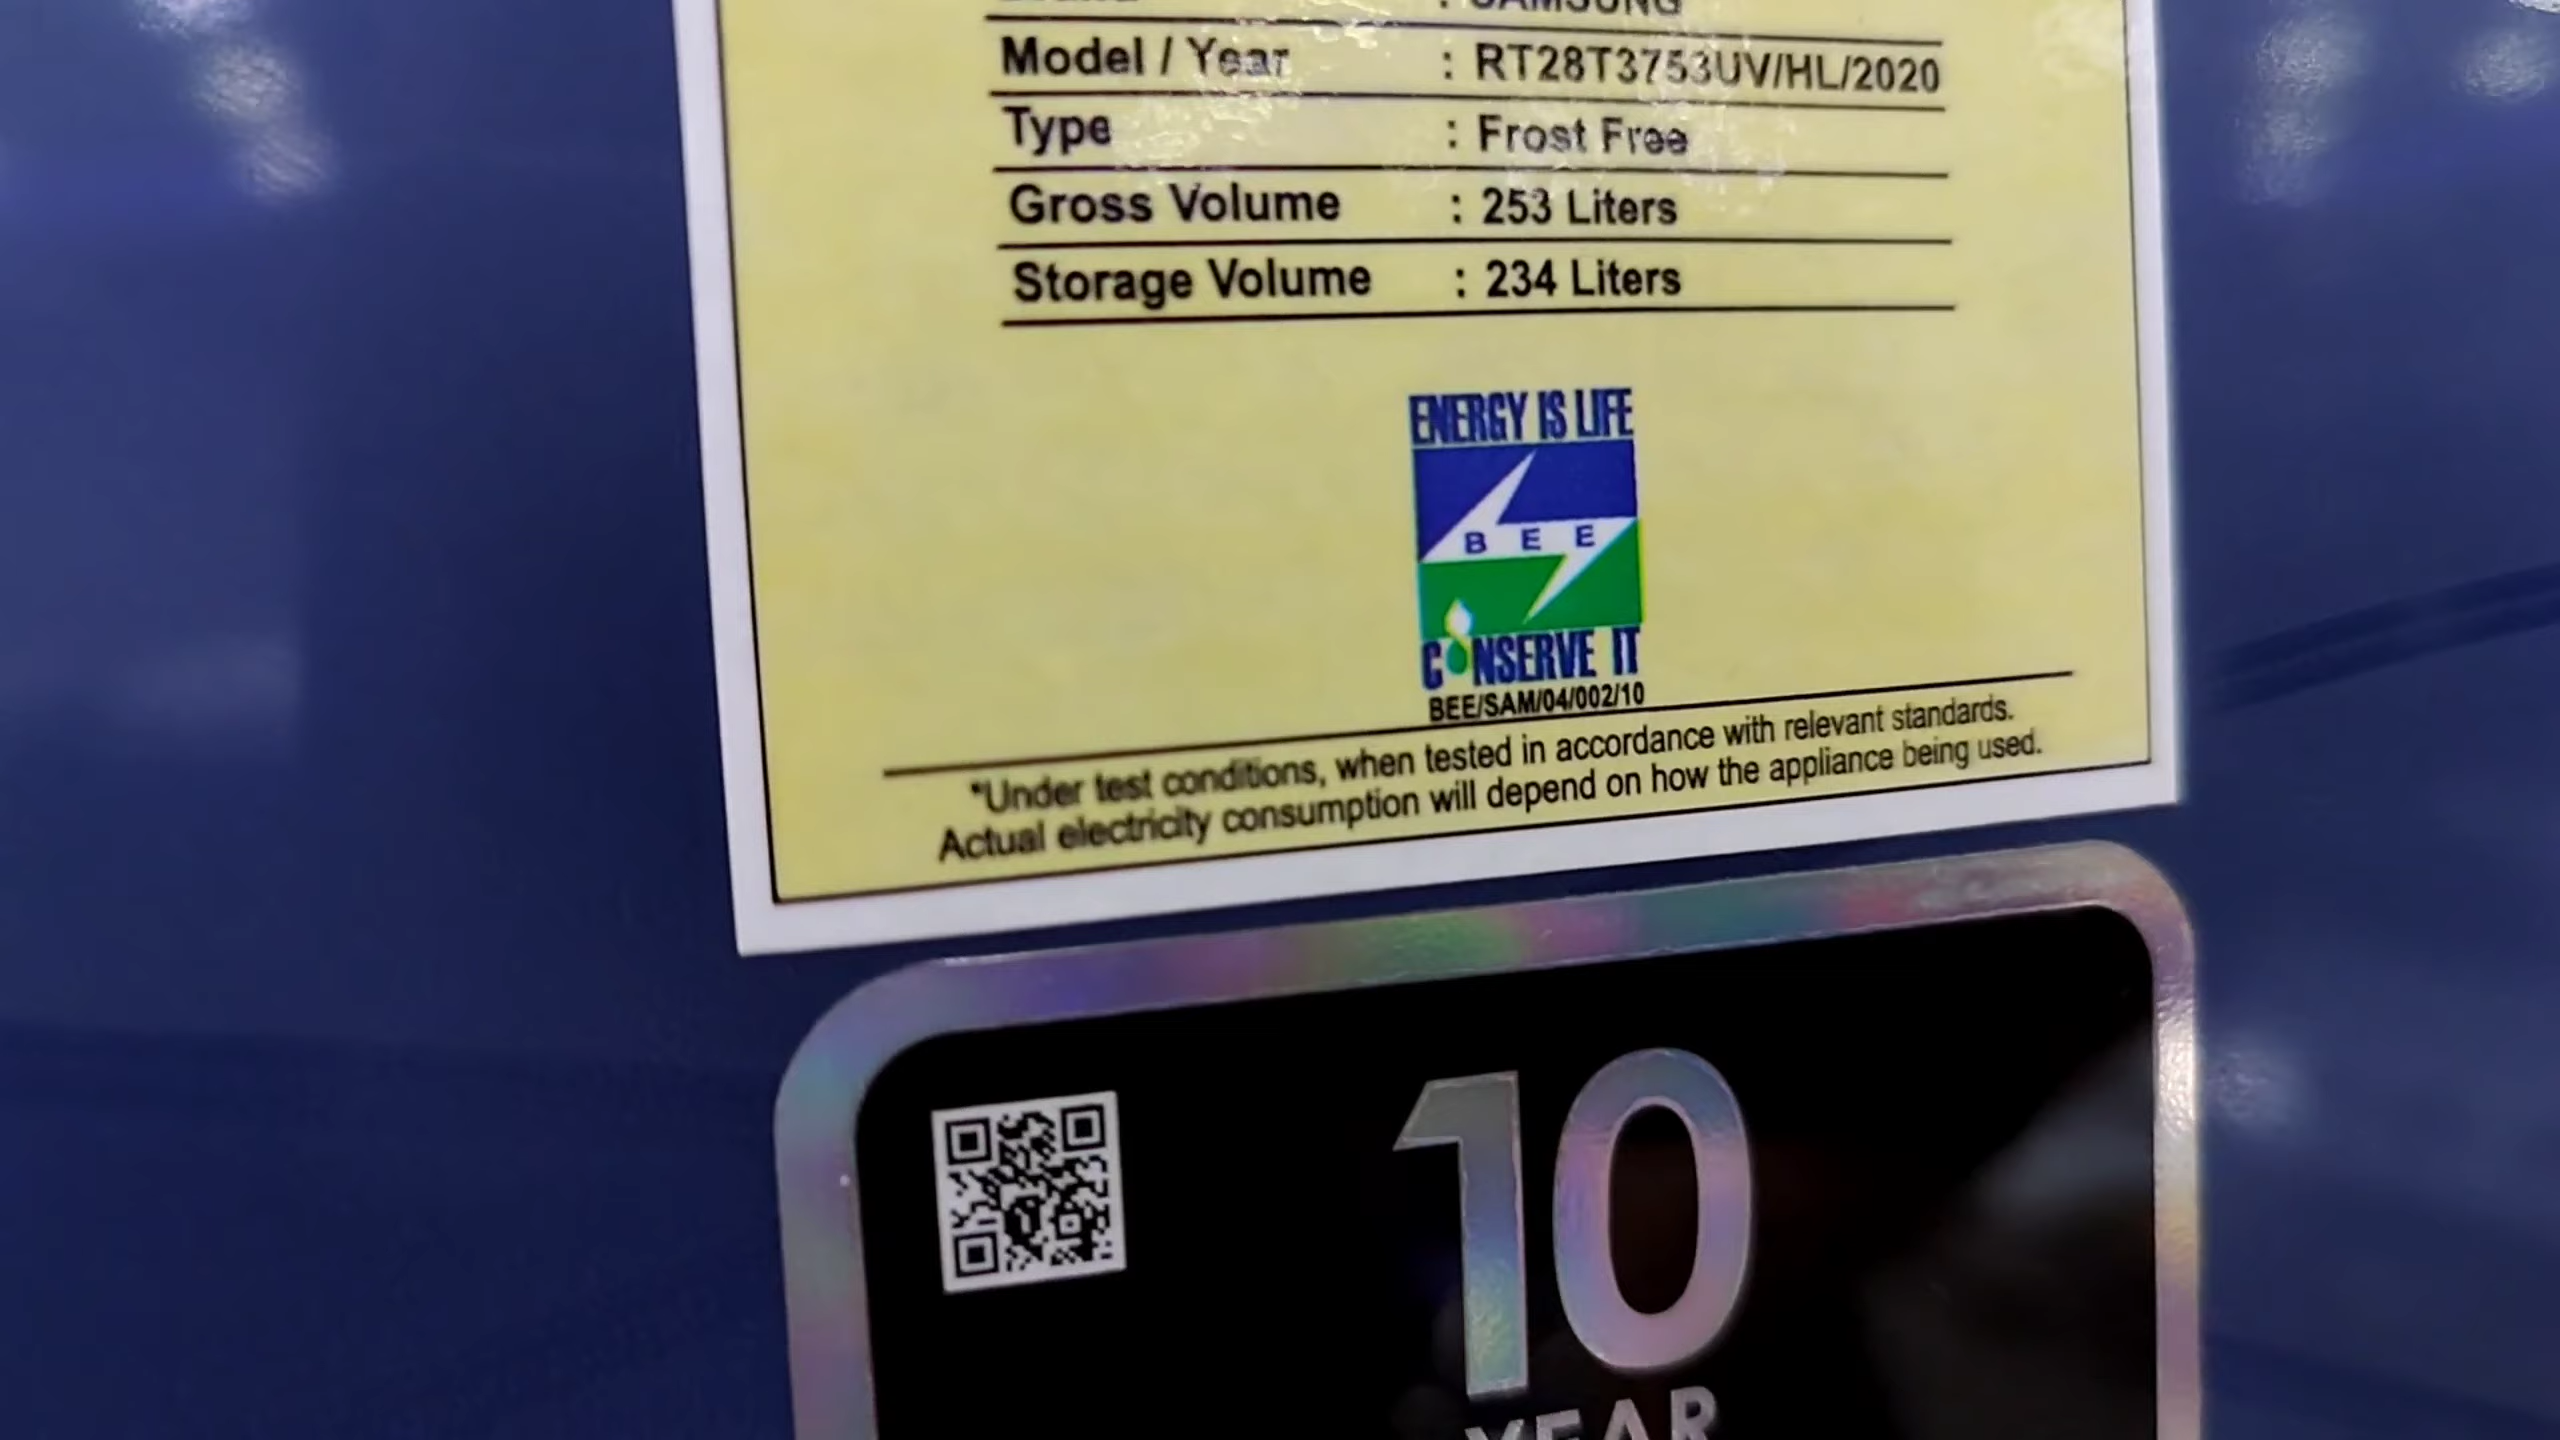 : SAMSUNG
Model / Year : RT28T3753UV/HL/2020
Type : Frost Free
Gross Volume : 253 Liters
Storage Volume : 234 Liters
ENERGY IS LIFE
B E E
CONSERVE IT
BEE/SAM/04/002/10
*Under test conditions, when tested in accordance with relevant standards.
Actual electricity consumption will depend on how the appliance being used.
10
YEAR